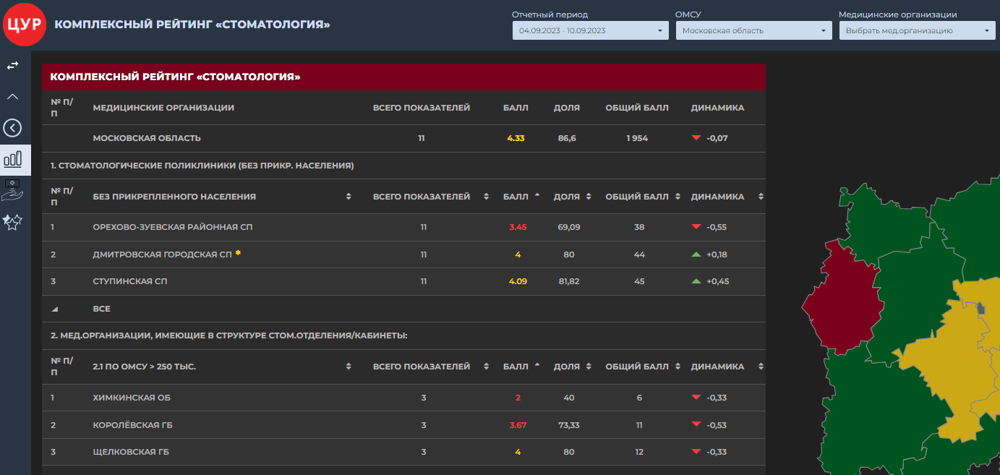 ЦУР
КОМПЛЕКСНЫЙ РЕЙТИНГ «СТОМАТОЛОГИЯ»
Отчетный период ОМСУ Медицинские организации
04.09.2023 - 10.09.2023 Московская область Выбрать мед.организацию
КОМПЛЕКСНЫЙ РЕЙТИНГ «СТОМАТОЛОГИЯ»
№ П/П МЕДИЦИНСКИЕ ОРГАНИЗАЦИИ ВСЕГО ПОКАЗАТЕЛЕЙ БАЛЛ ДОЛЯ ОБЩИЙ БАЛЛ ДИНАМИКА
МОСКОВСКАЯ ОБЛАСТЬ 11 4.33 86,6 1 954 -0,07
1. СТОМАТОЛОГИЧЕСКИЕ ПОЛИКЛИНИКИ (БЕЗ ПРИКР. НАСЕЛЕНИЯ)
№ П/П БЕЗ ПРИКРЕПЛЕННОГО НАСЕЛЕНИЯ ВСЕГО ПОКАЗАТЕЛЕЙ БАЛЛ ДОЛЯ ОБЩИЙ БАЛЛ ДИНАМИКА
1 ОРЕХОВО-ЗУЕВСКАЯ РАЙОННАЯ СП 11 3.45 69,09 38 -0,55
2 ДМИТРОВСКАЯ ГОРОДСКАЯ СП * 11 4 80 44 +0,18
3 СТУПИНСКАЯ СП 11 4.09 81,82 45 +0,45
ВСЕ
2. МЕД.ОРГАНИЗАЦИИ, ИМЕЮЩИЕ В СТРУКТУРЕ СТОМ.ОТДЕЛЕНИЯ/КАБИНЕТЫ:
№ П/П 2.1 ПО ОМСУ > 250 ТЫС. ВСЕГО ПОКАЗАТЕЛЕЙ БАЛЛ ДОЛЯ ОБЩИЙ БАЛЛ ДИНАМИКА
1 ХИМКИНСКАЯ ОБ 3 2 40 6 -0,33
2 КОРОЛЁВСКАЯ ГБ 3 3.67 73,33 11 -0,53
3 ЩЕЛКОВСКАЯ ГБ 3 4 80 12 -0,33